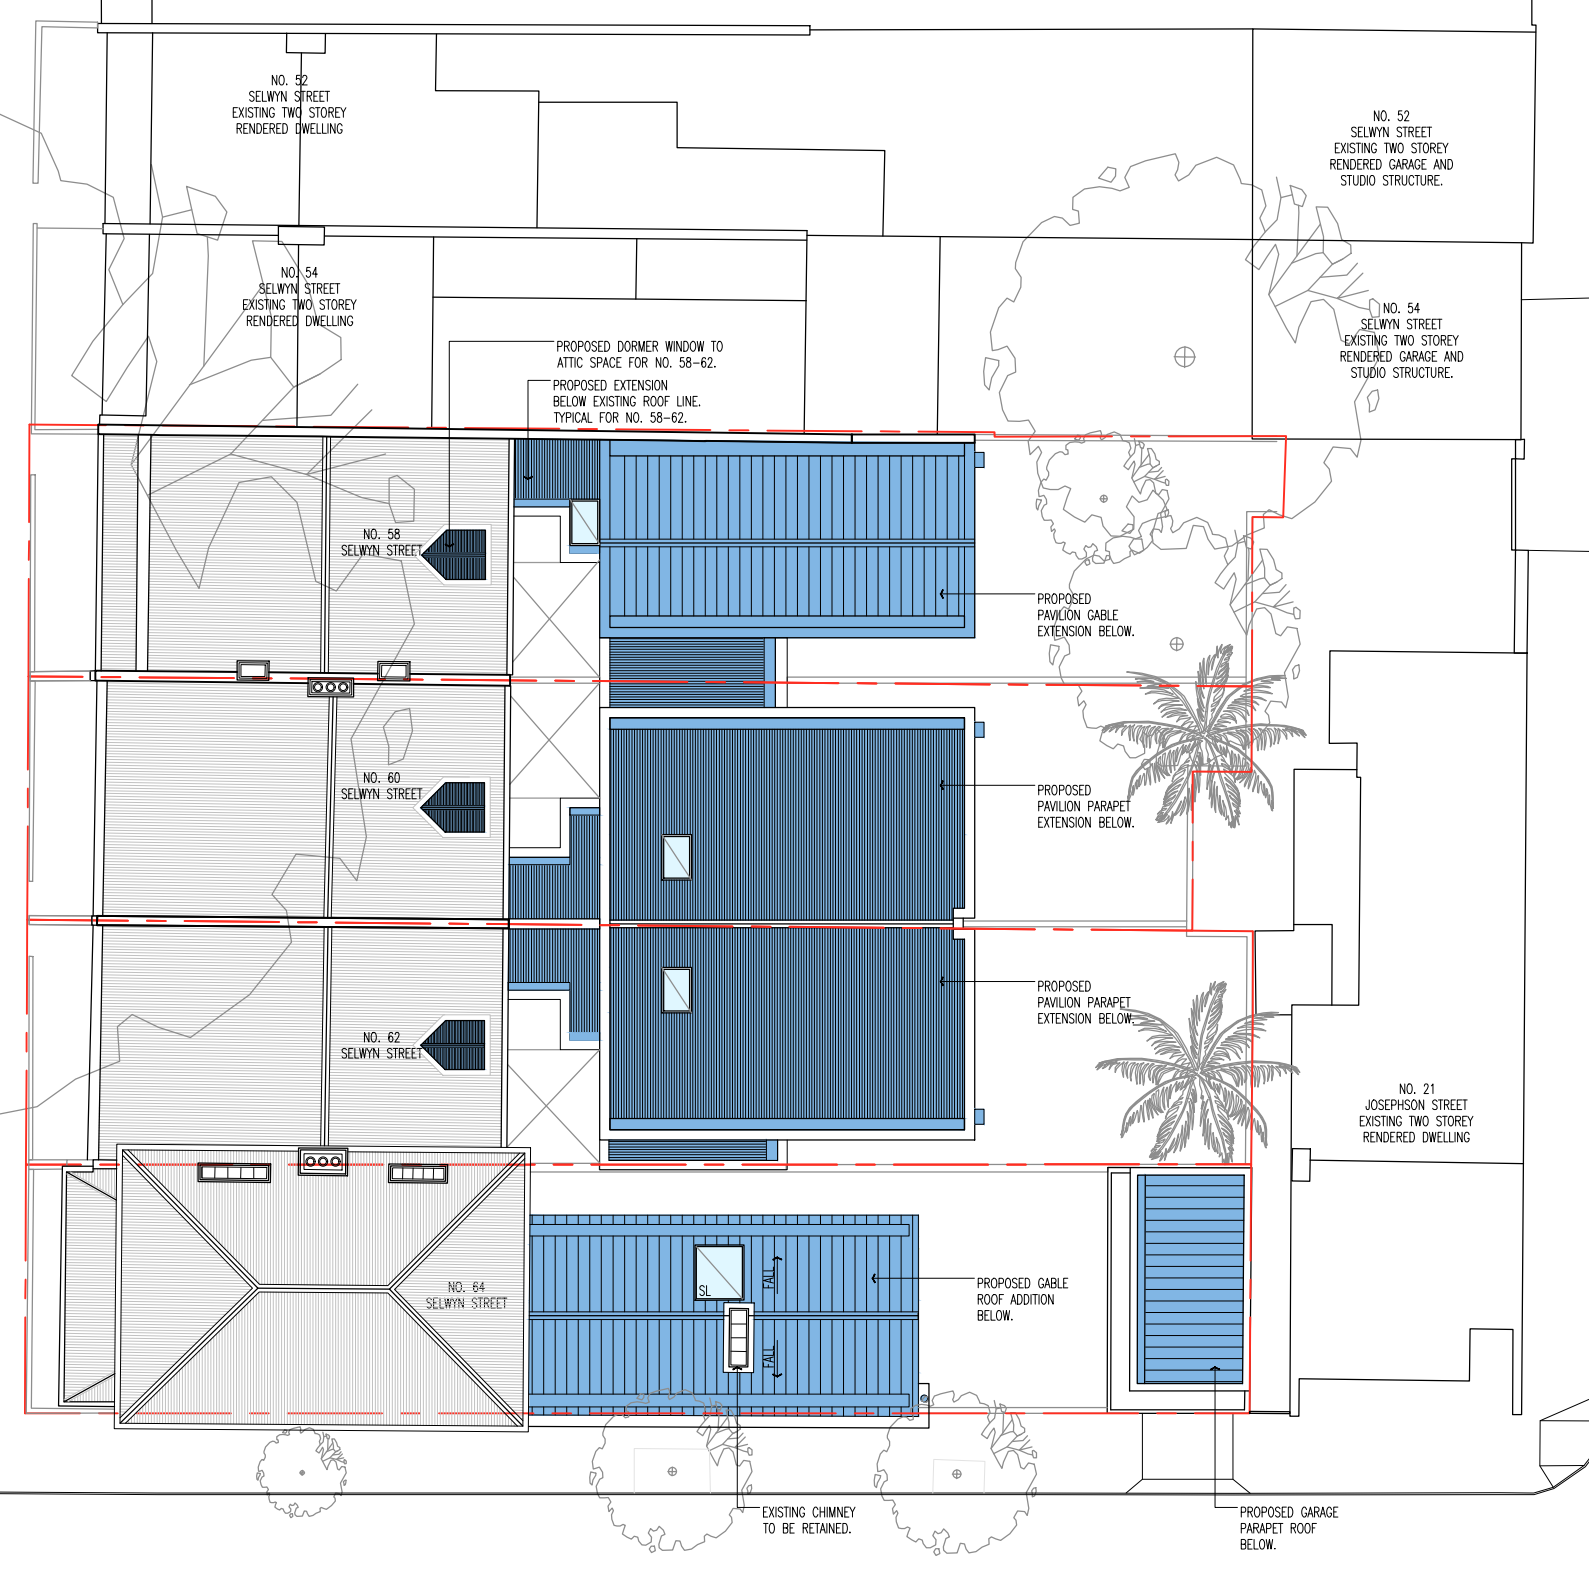 NO. 52
SELWYN STREET
EXISTING TWO STOREY
RENDERED DWELLING
NO. 52
SELWYN STREET
EXISTING TWO STOREY
RENDERED GARAGE AND
STUDIO STRUCTURE.
NO. 54
SELWYN STREET
EXISTING TWO STOREY
RENDERED DWELLING
NO. 54
SELWYN STREET
EXISTING TWO STOREY
RENDERED GARAGE AND
STUDIO STRUCTURE.
PROPOSED DORMER WINDOW TO
ATTIC SPACE FOR NO. 58-62.
PROPOSED EXTENSION
BELOW EXISTING ROOF LINE.
TYPICAL FOR NO. 58-62.
NO. 58
SELWYN STREET
PROPOSED
PAVILION GABLE
EXTENSION BELOW.
NO. 60
SELWYN STREET
PROPOSED
PAVILION PARAPET
EXTENSION BELOW.
PROPOSED
PAVILION PARAPET
EXTENSION BELOW.
NO. 62
SELWYN STREET
NO. 21
JOSEPHSON STREET
EXISTING TWO STOREY
RENDERED DWELLING
NO. 64
SELWYN STREET
SL
FALL
FALL
PROPOSED GABLE
ROOF ADDITION
BELOW.
EXISTING CHIMNEY
TO BE RETAINED.
PROPOSED GARAGE
PARAPET ROOF
BELOW.